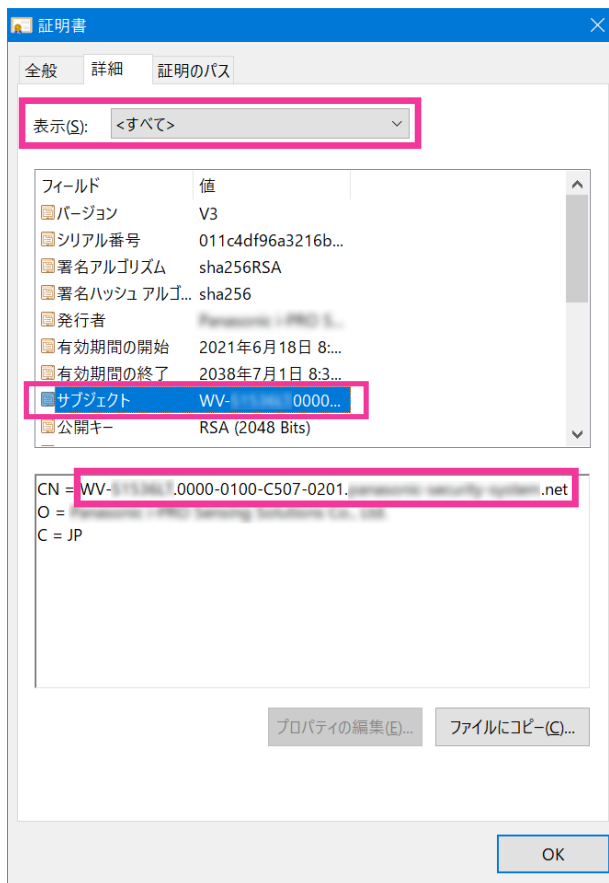 証明書
全般 詳細 証明のパス
表示(S): <すべて>
フィールド 値
バージョン V3
シリアル番号 011c4df96a3216b...
署名アルゴリズム sha256RSA
署名ハッシュ アルゴ... sha256
発行者
有効期間の開始 2021年6月18日 8:...
有効期間の終了 2038年7月1日 8:3...
サブジェクト WV- 0000...
公開キー RSA (2048 Bits)
CN = WV- .0000-0100-C507-0201. .net
O =
C = JP
プロパティの編集(E)... ファイルにコピー(C)...
OK